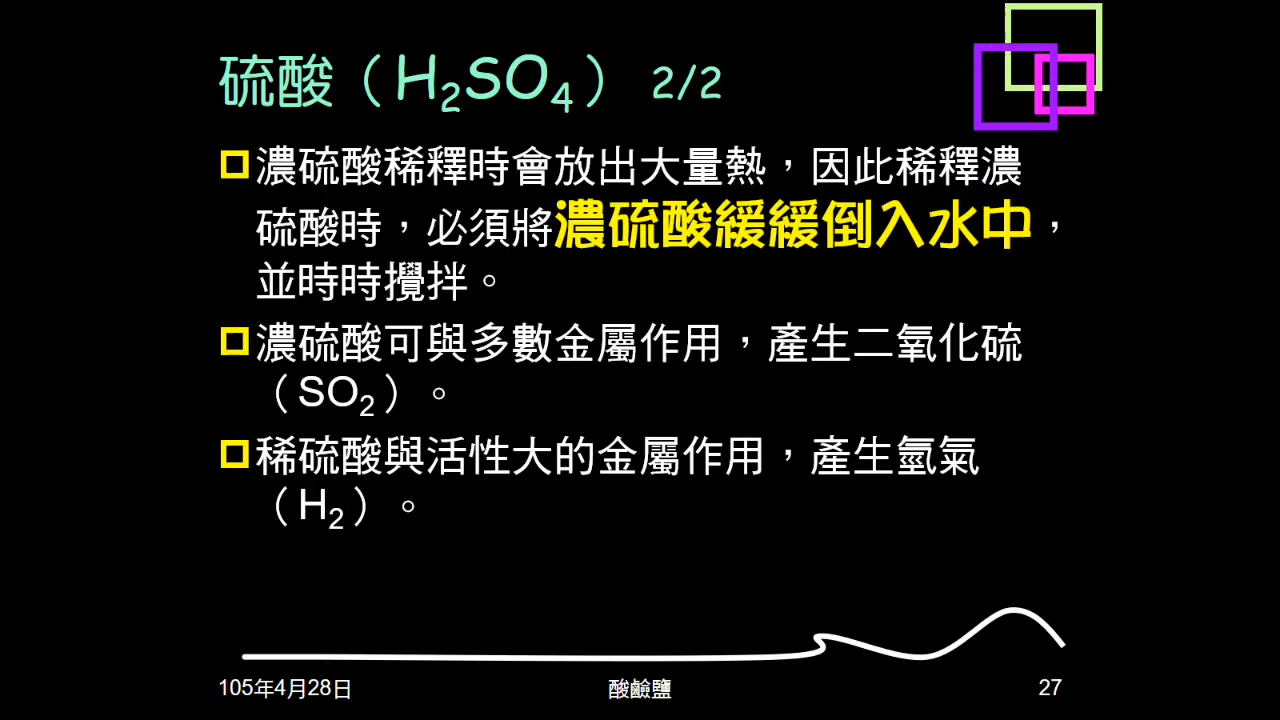 硫酸（H₂SO₄） 2/2
濃硫酸稀釋時會放出大量熱，因此稀釋濃
硫酸時，必須將濃硫酸緩緩倒入水中，
並時時攪拌。
濃硫酸可與多數金屬作用，產生二氧化硫
（SO₂）。
稀硫酸與活性大的金屬作用，產生氫氣
（H₂）。
105年4月28日
酸鹼鹽
27